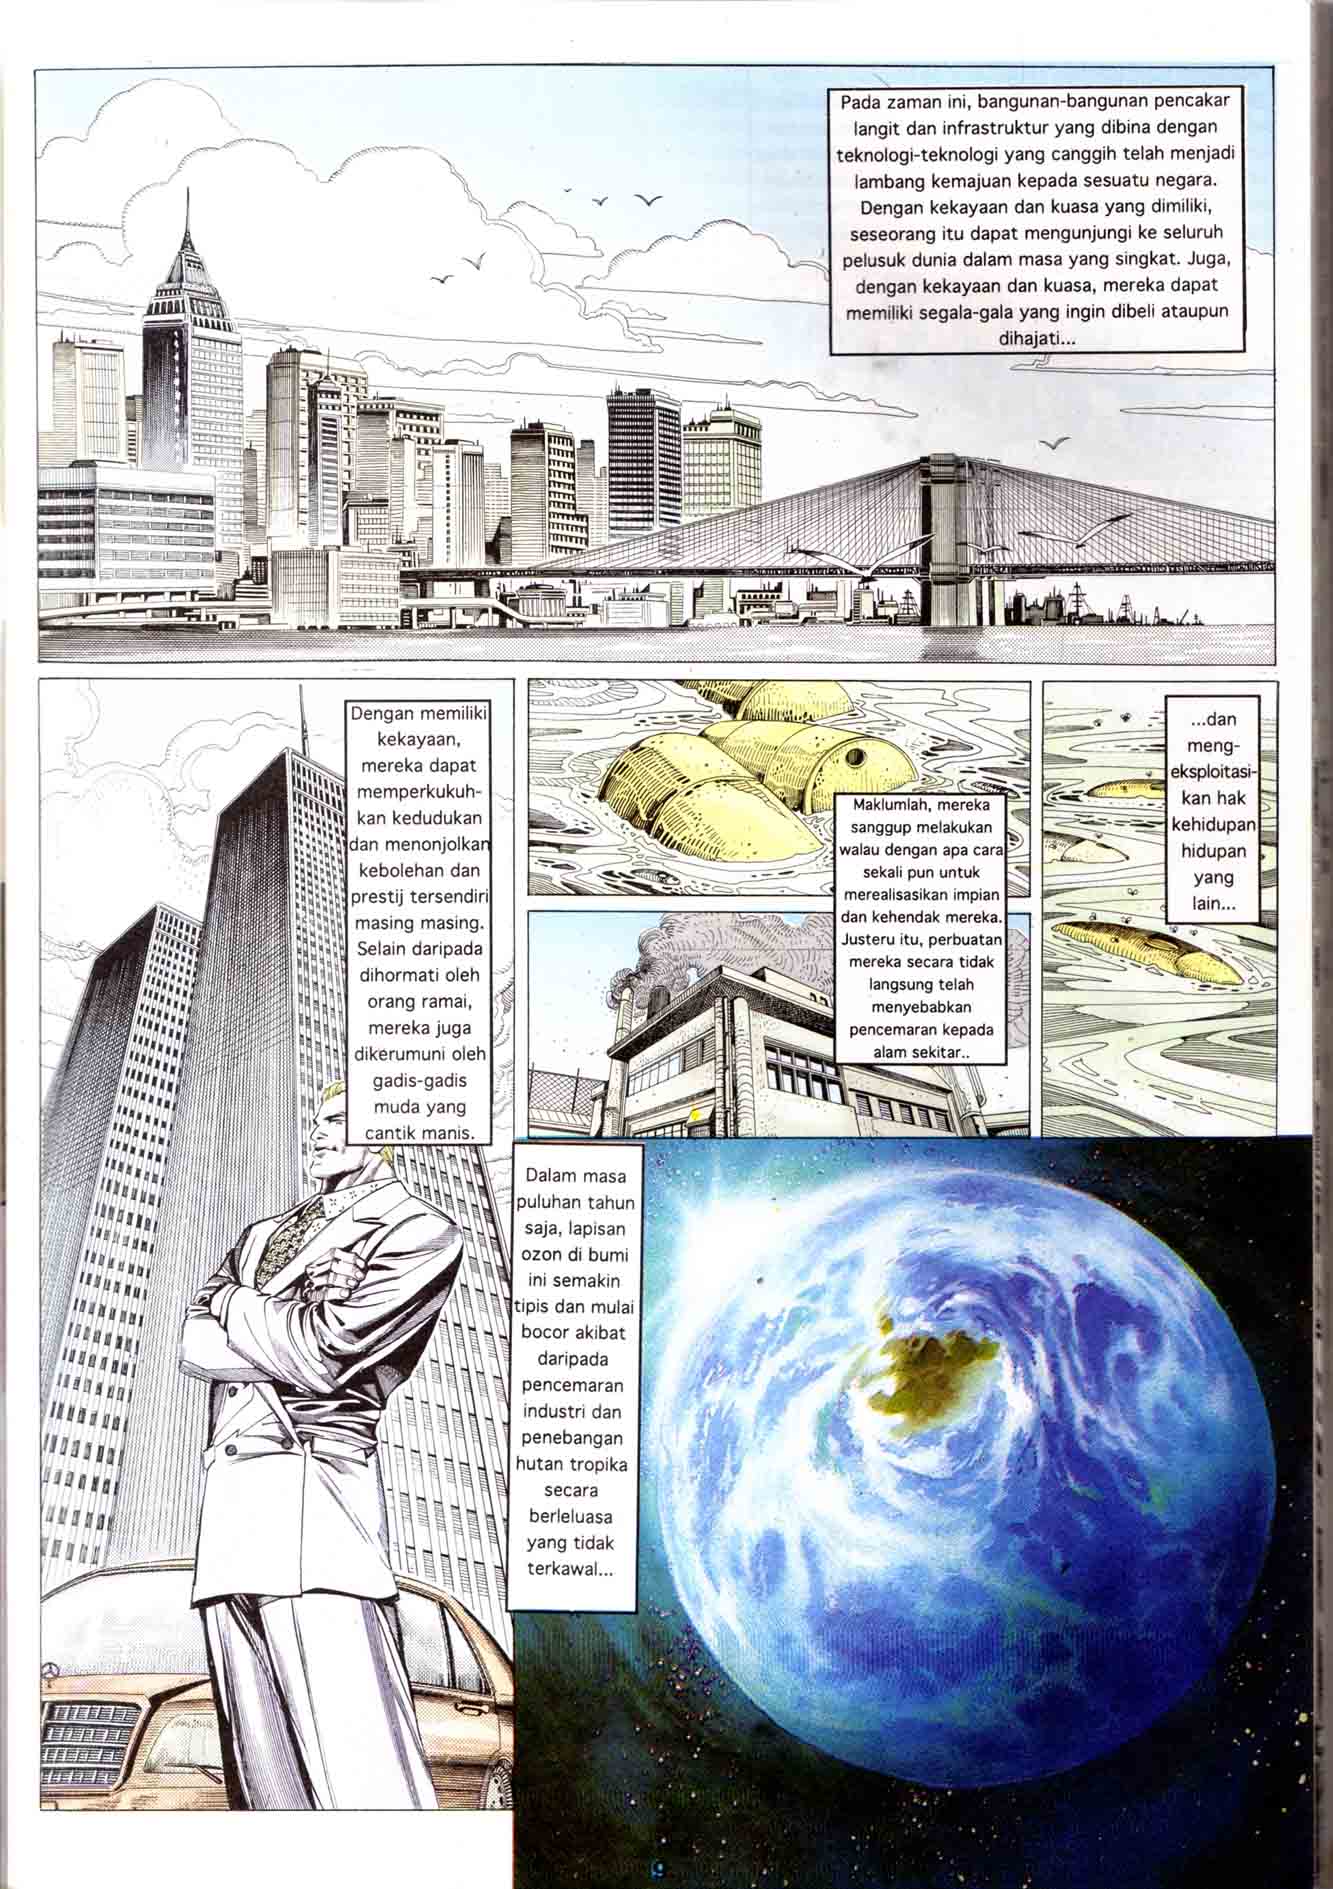 Pada zaman ini, bangunan-bangunan pencakar
langit dan infrastruktur yang dibina dengan
teknologi-teknologi yang canggih telah menjadi
lambang kemajuan kepada sesuatu negara.
Dengan kekayaan dan kuasa yang dimiliki,
seseorang itu dapat mengunjungi ke seluruh
pelusuk dunia dalam masa yang singkat. Juga,
dengan kekayaan dan kuasa, mereka dapat
memiliki segala-gala yang ingin dibeli ataupun
dihajati...
Dengan memiliki
kekayaan,
mereka dapat
memperkukuh-
kan kedudukan
dan menonjolkan
kebolehan dan
prestij tersendiri
masing masing.
Selain daripada
dihormati oleh
orang ramai,
mereka juga
dikerumuni oleh
gadis-gadis
muda yang
cantik manis.
Maklumlah, mereka
sanggup melakukan
walau dengan apa cara
sekali pun untuk
merealisasikan impian
dan kehendak mereka.
Justeru itu, perbuatan
mereka secara tidak
langsung telah
menyebabkan
pencemaran kepada
alam sekitar..
...dan
meng-
eksploitasi-
kan hak
kehidupan
hidupan
yang
lain...
Dalam masa
puluhan tahun
saja, lapisan
ozon di bumi
ini semakin
tipis dan mulai
bocor akibat
daripada
pencemaran
industri dan
penebangan
hutan tropika
secara
berleluasa
yang tidak
terkawal...
9